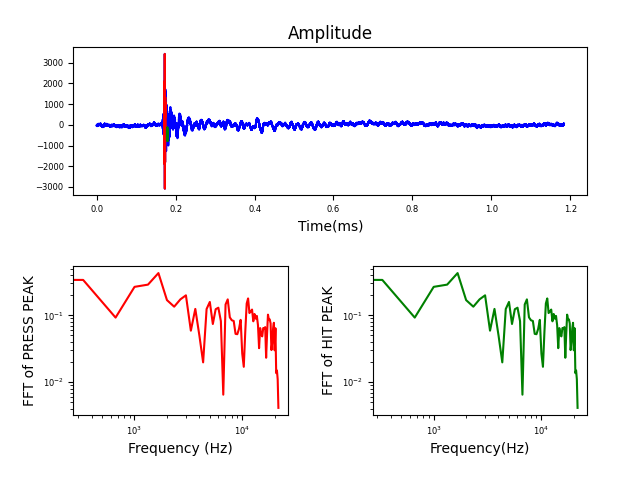 Amplitude
3000
2000
1000
0
−1000
−2000
−3000
0.0 0.2 0.4 0.6 0.8 1.0 1.2
Time(ms)
FFT of PRESS PEAK
10⁻¹
10⁻²
10³ 10⁴
Frequency (Hz)
FFT of HIT PEAK
10⁻¹
10⁻²
10³ 10⁴
Frequency(Hz)